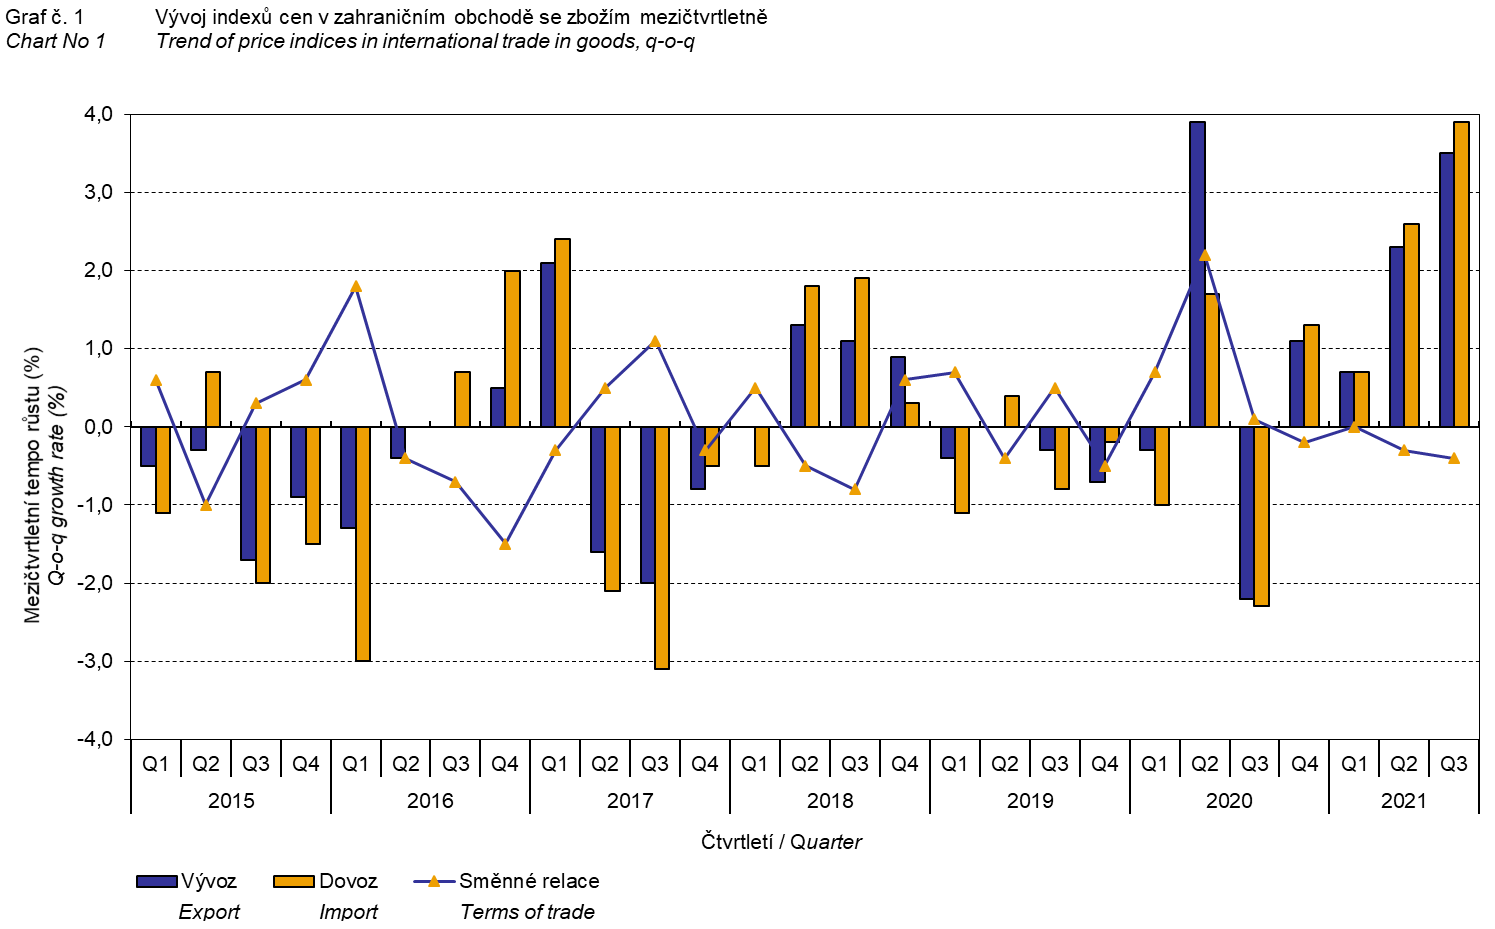 Graf č. 1 Vývoj indexů cen v zahraničním obchodě se zbožím mezičtvrtletně
Chart No 1 Trend of price indices in international trade in goods, q-o-q
Mezičtvrtletní tempo růstu (%)
Q-o-q growth rate (%)
4,0
3,0
2,0
1,0
0,0
-1,0
-2,0
-3,0
-4,0
Q1 Q2 Q3 Q4 Q1 Q2 Q3 Q4 Q1 Q2 Q3 Q4 Q1 Q2 Q3 Q4 Q1 Q2 Q3 Q4 Q1 Q2 Q3 Q4 Q1 Q2 Q3
2015 2016 2017 2018 2019 2020 2021
Čtvrtletí / Quarter
Vývoz Dovoz Směnné relace
Export Import Terms of trade